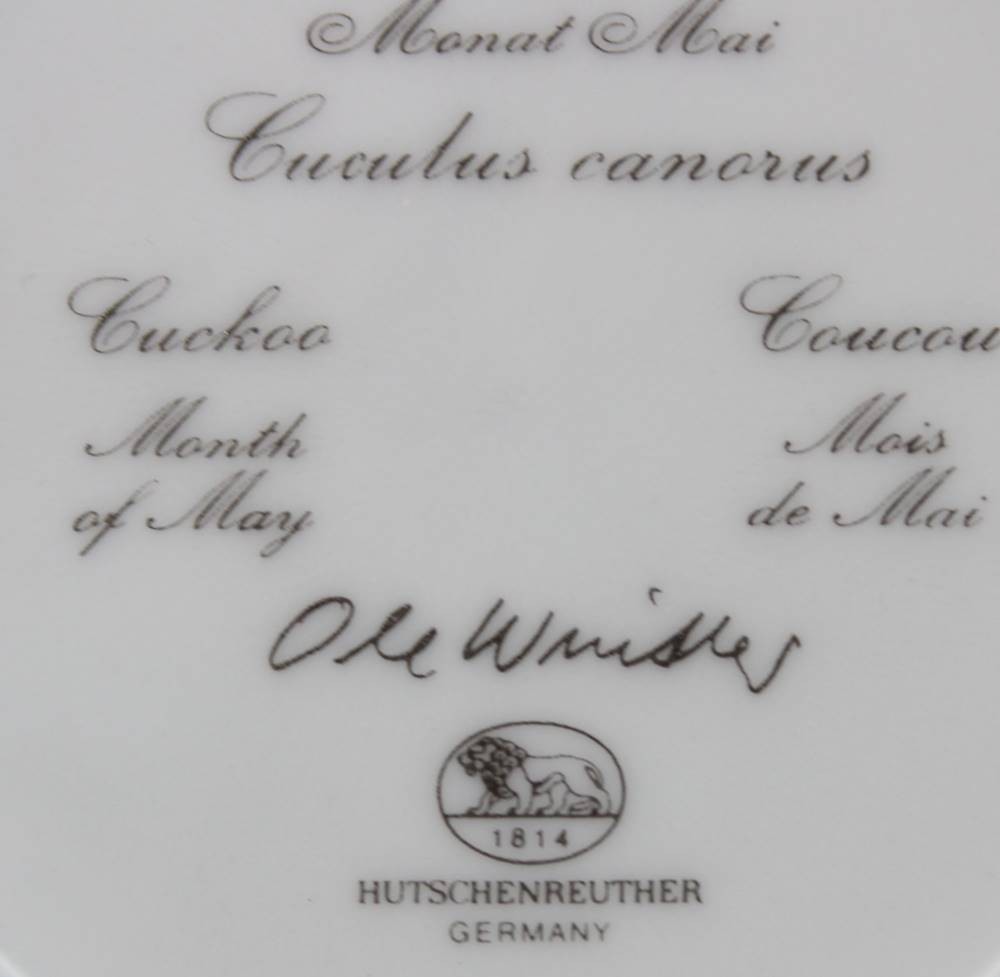 Monat Mai
Cuculus canorus
Cuckoo
Month
of May
Coucou
Mois
de Mai
Ole Winther
1814
HUTSCHENREUTHER
GERMANY